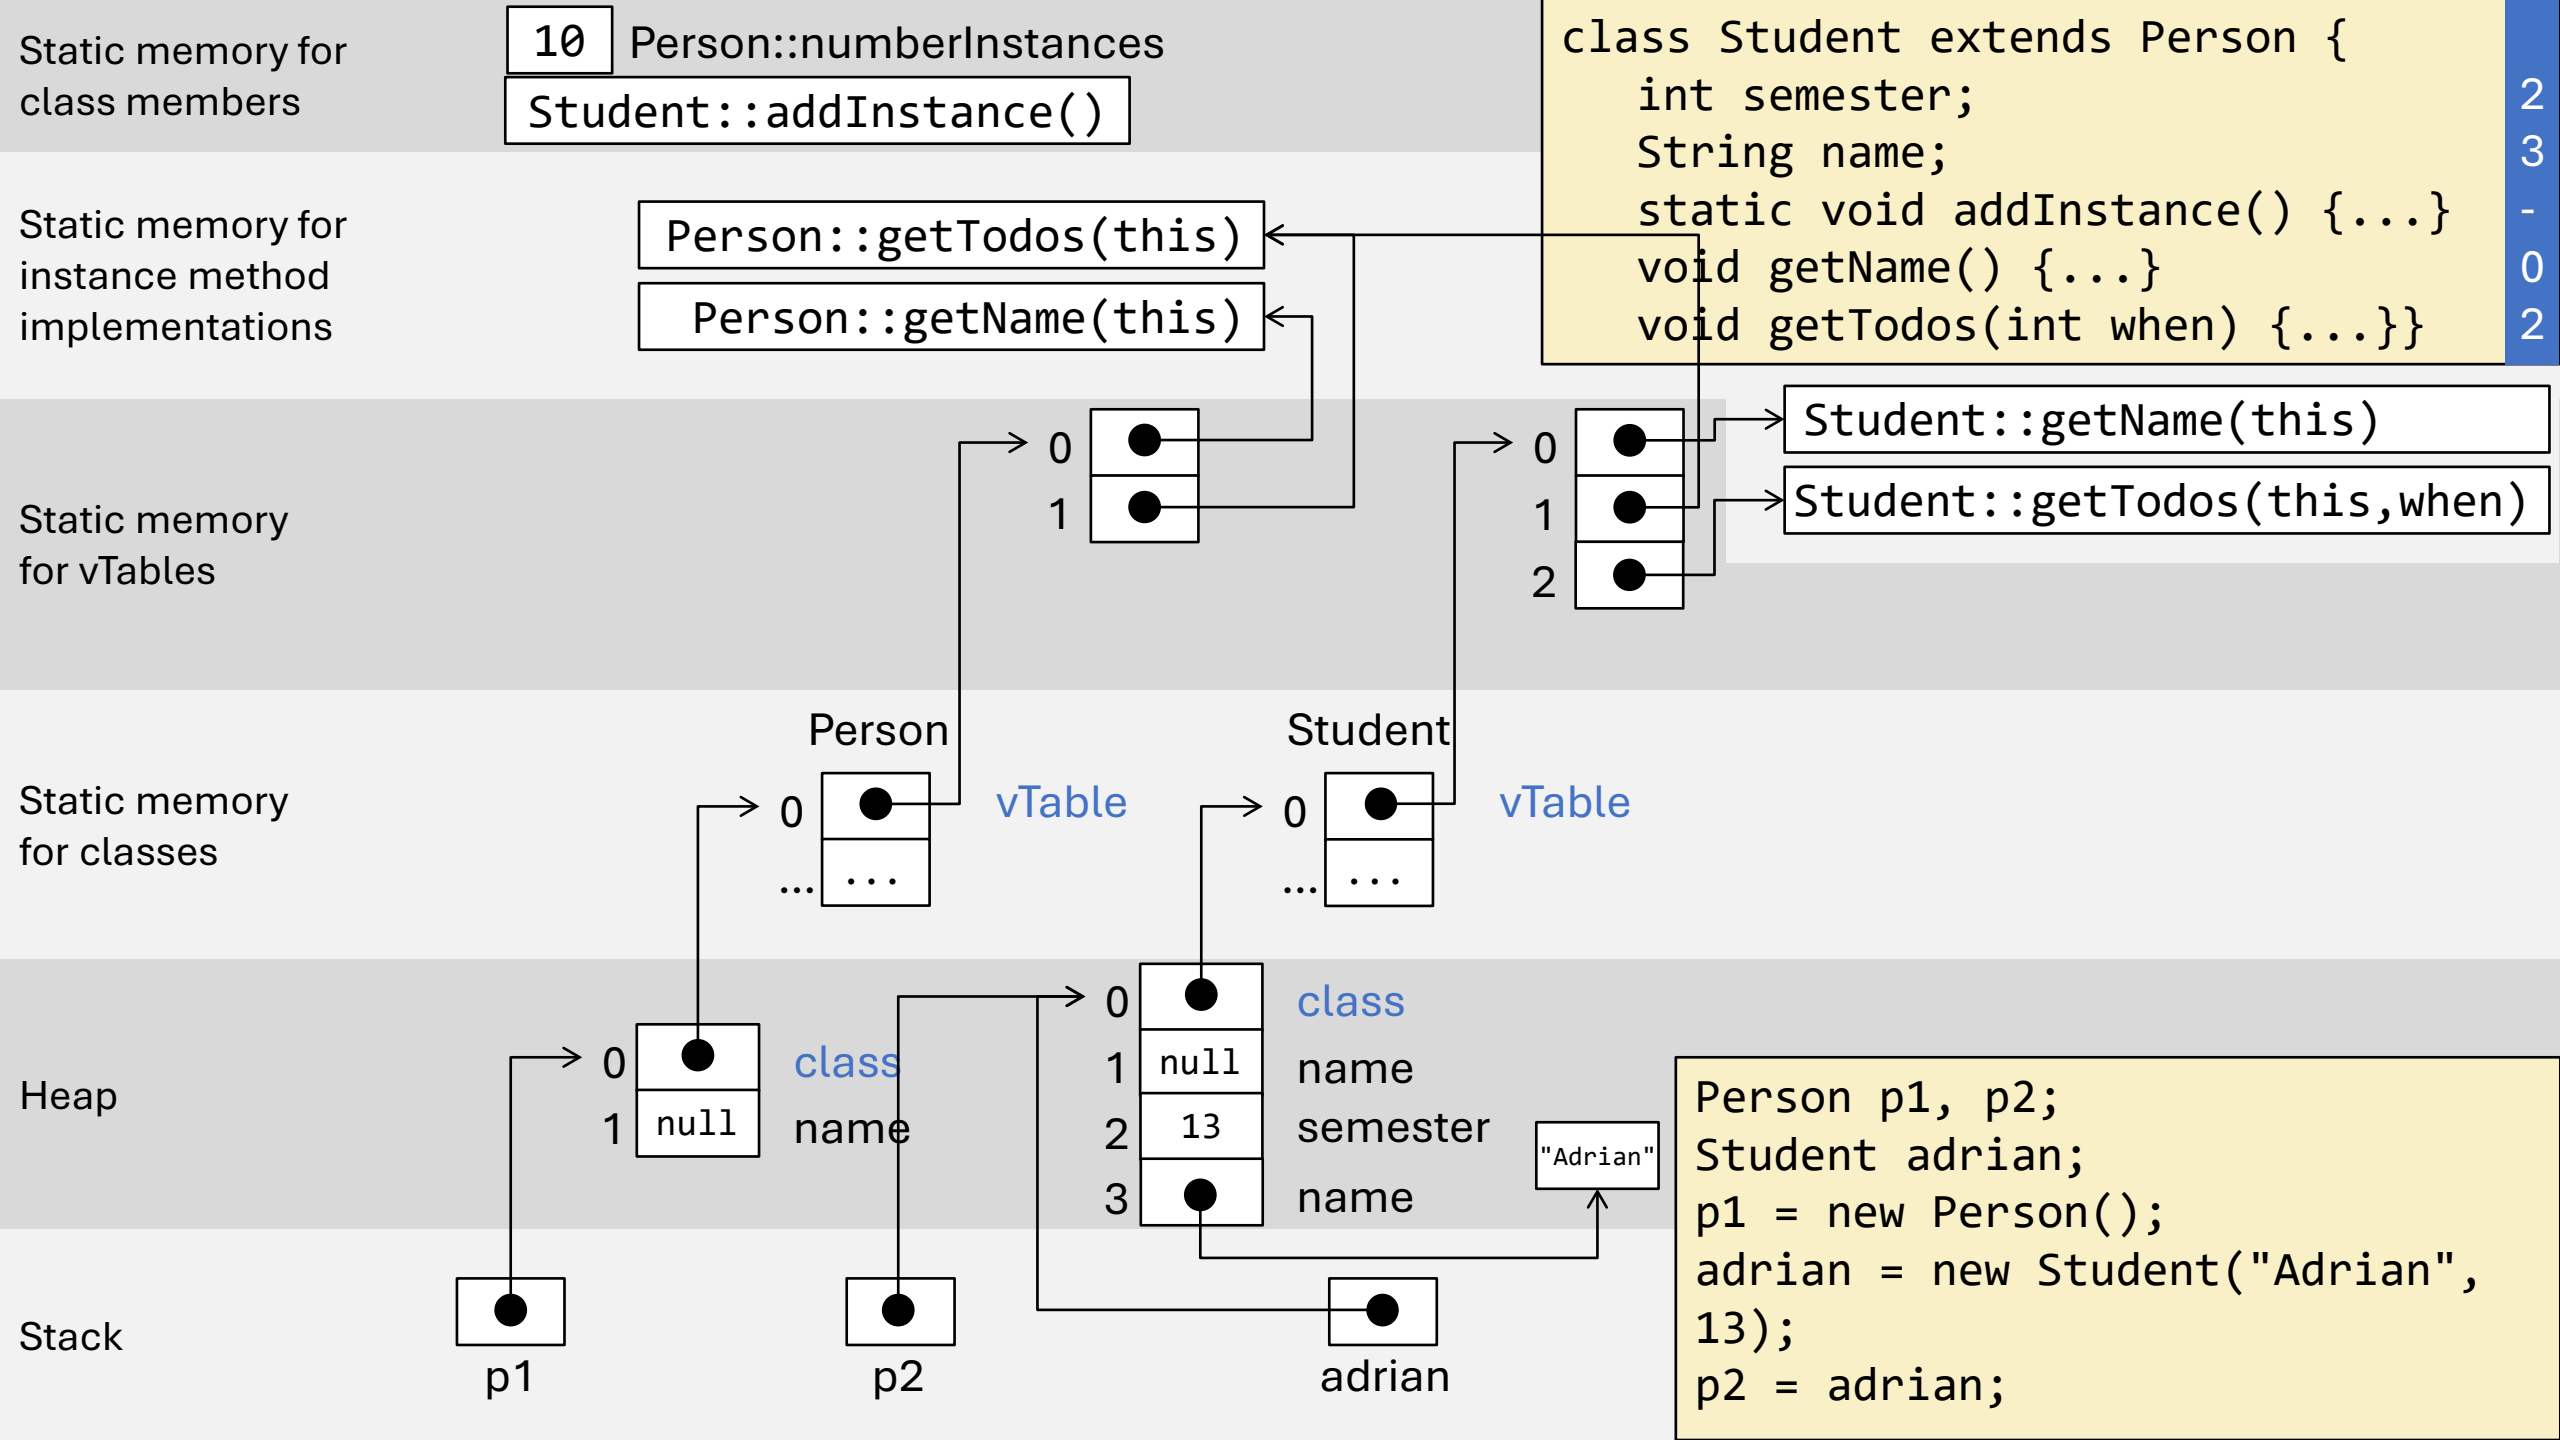 Static memory for
class members
10 Person::numberInstances
Student::addInstance()
class Student extends Person {
int semester; 2
String name; 3
static void addInstance() {...} -
void getName() {...} 0
void getTodos(int when) {...}} 2
Static memory for
instance method
implementations
Person::getTodos(this)
Person::getName(this)
Static memory
for vTables
0
1
0
1
2
Student::getName(this)
Student::getTodos(this,when)
Static memory
for classes
Person
0 vTable
... ...
Student
0 vTable
... ...
Heap
0 class
1 null name
0 class
1 null name
2 13 semester
3 name
"Adrian"
Stack
p1
p2
adrian
Person p1, p2;
Student adrian;
p1 = new Person();
adrian = new Student("Adrian",
13);
p2 = adrian;